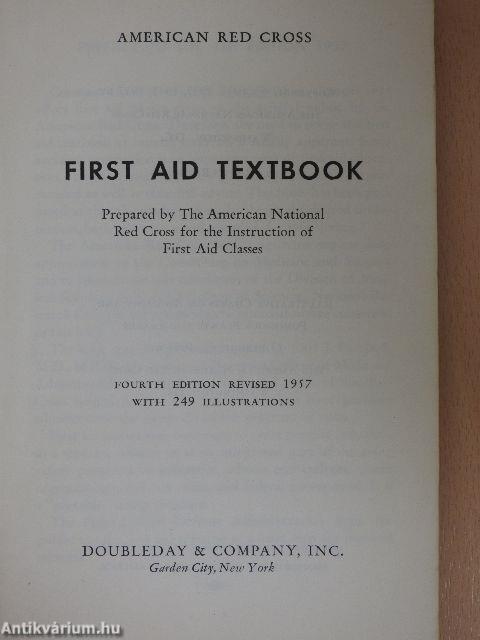 AMERICAN RED CROSS
FIRST AID TEXTBOOK
Prepared by The American National
Red Cross for the Instruction of
First Aid Classes
FOURTH EDITION REVISED 1957
WITH 249 ILLUSTRATIONS
DOUBLEDAY & COMPANY, INC.
Garden City, New York
Antikvárium.hu